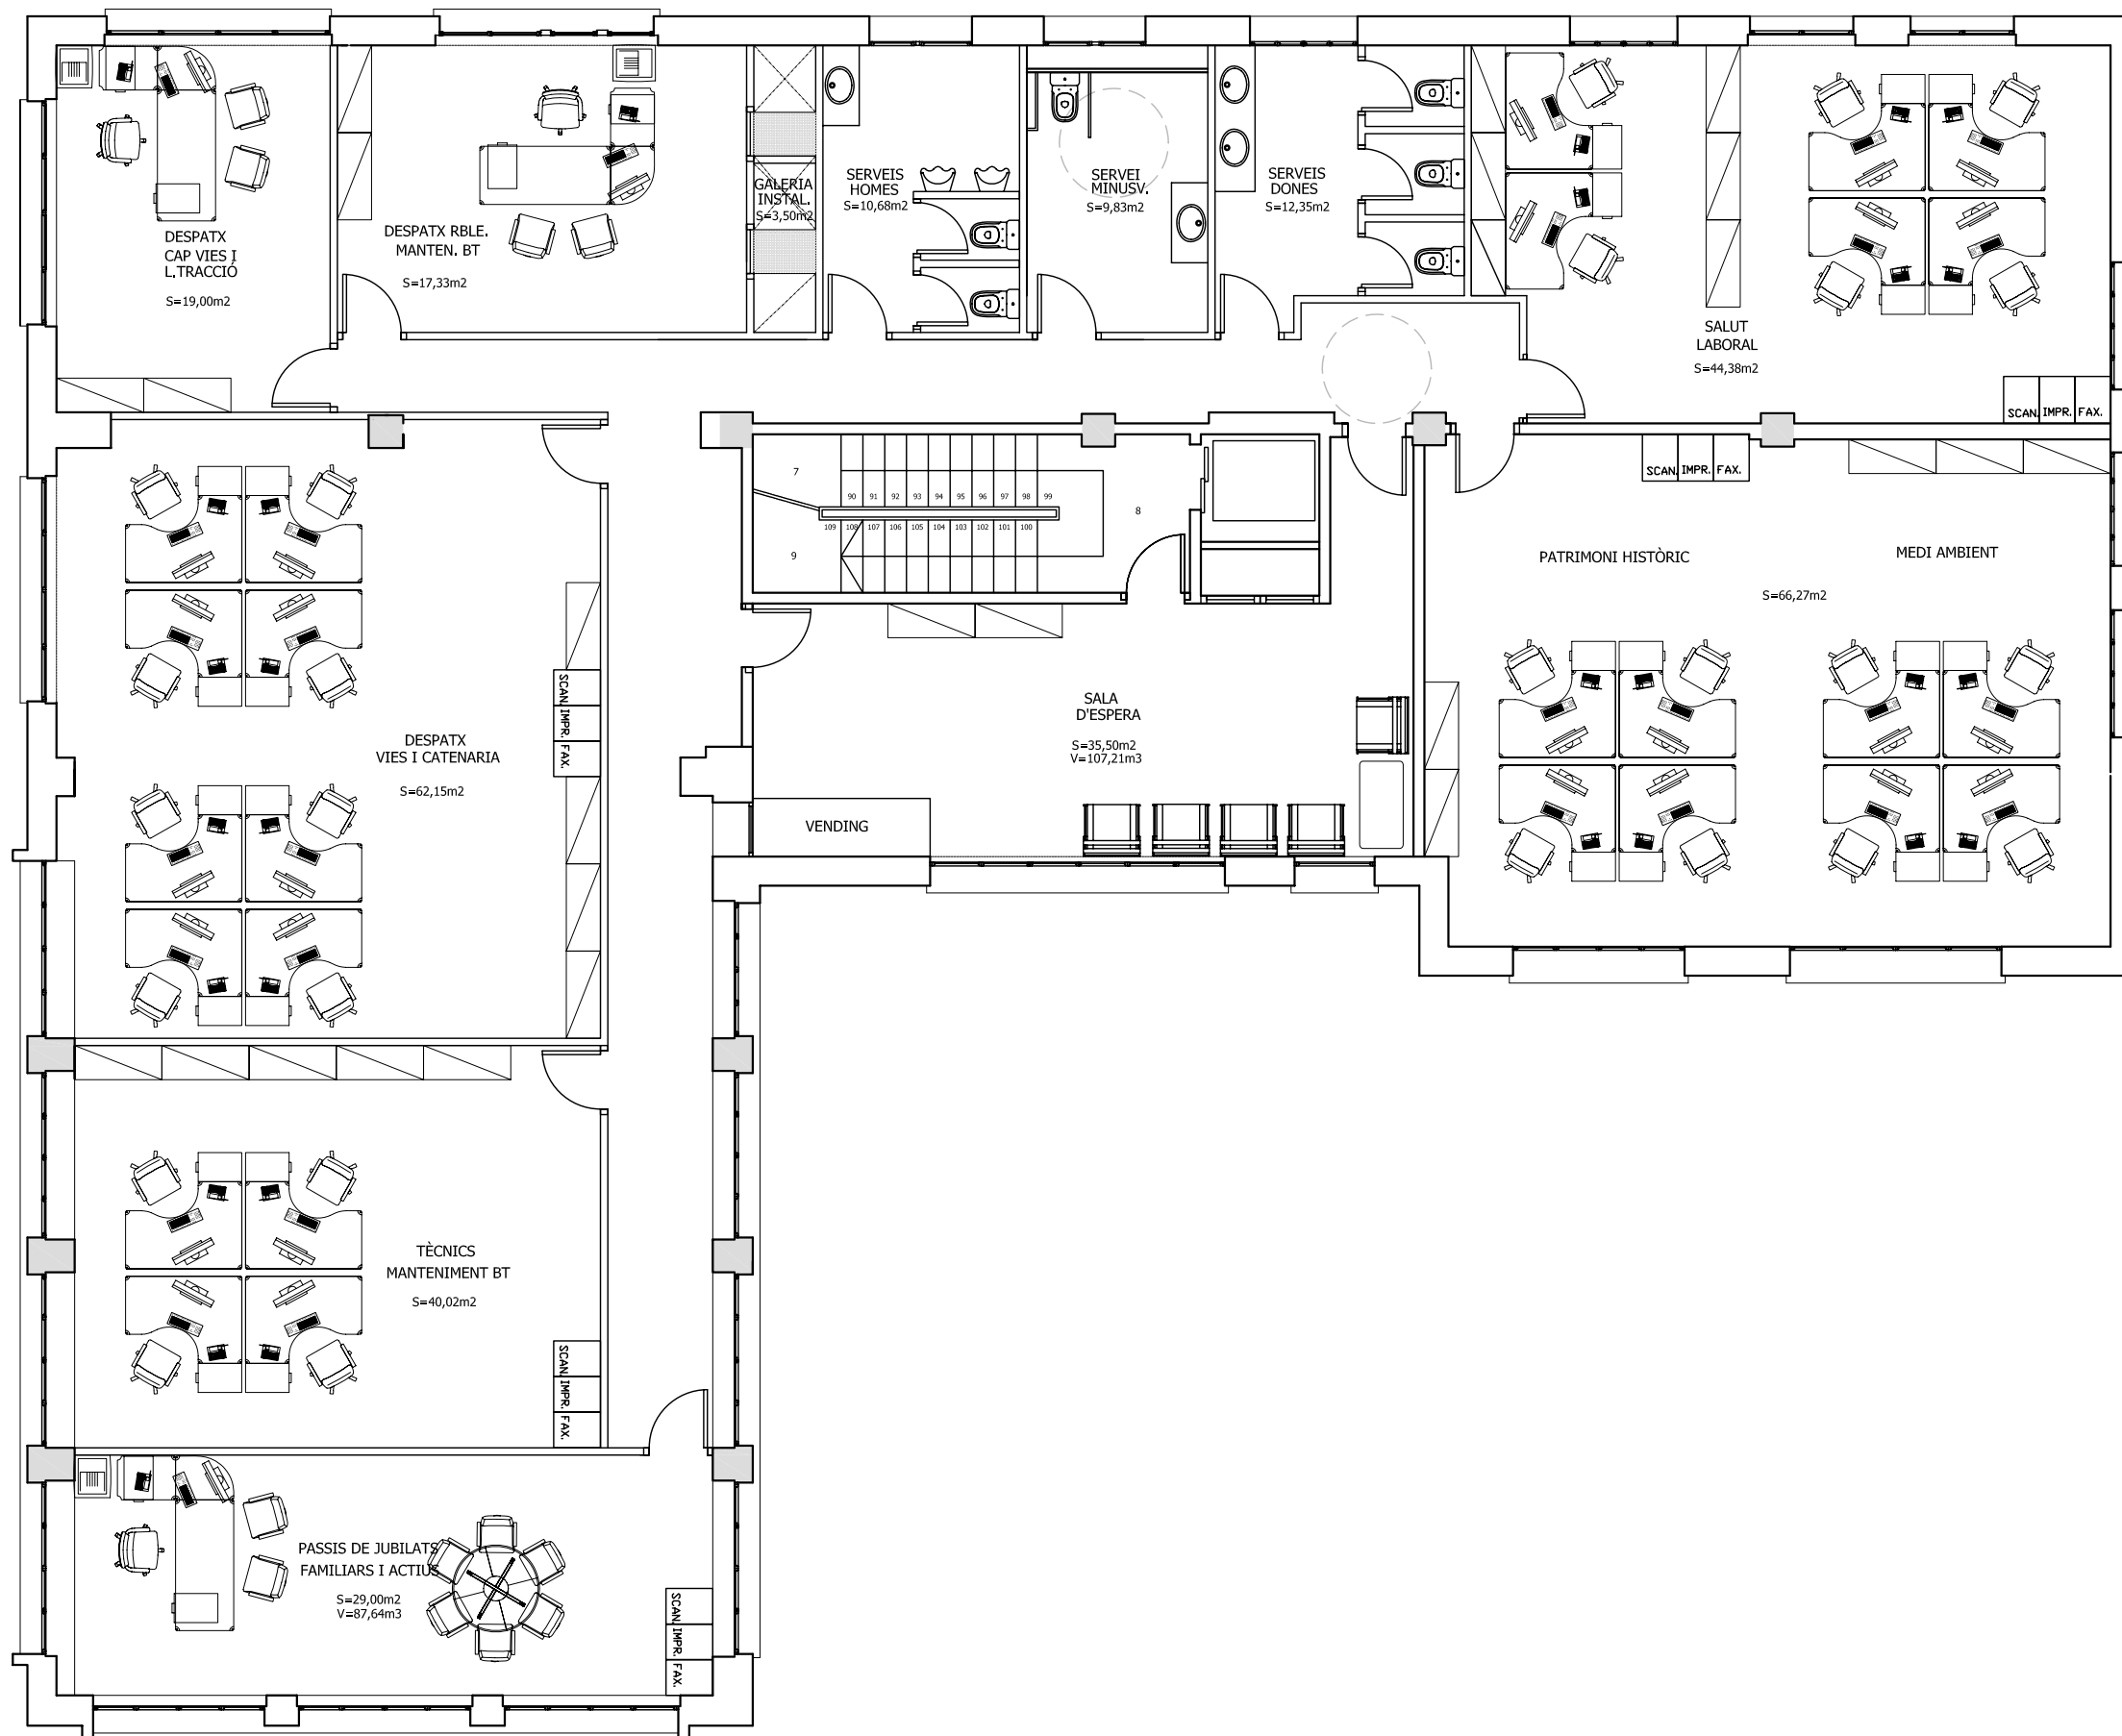 DESPATX
CAP VIES I
L.TRACCIÓ
S=19,00m2
DESPATX RBLE.
MANTEN. BT
S=17,33m2
GALERIA
INSTAL.
S=3,50m2
SERVEIS
HOMES
S=10,68m2
SERVEI
MINUSV.
S=9,83m2
SERVEIS
DONES
S=12,35m2
SALUT
LABORAL
S=44,38m2
SCAN. IMPR. FAX.
7
90 91 92 93 94 95 96 97 98 99
8
109 108 107 106 105 104 103 102 101 100
9
SCAN. IMPR. FAX.
PATRIMONI HISTÒRIC
MEDI AMBIENT
S=66,27m2
SALA
D'ESPERA
S=35,50m2
V=107,21m3
VENDING
DESPATX
VIES I CATENARIA
S=62,15m2
SCAN. IMPR. FAX.
TÈCNICS
MANTENIMENT BT
S=40,02m2
SCAN. IMPR. FAX.
PASSIS DE JUBILATS
FAMILIARS I ACTIUS
S=29,00m2
V=87,64m3
SCAN. IMPR. FAX.